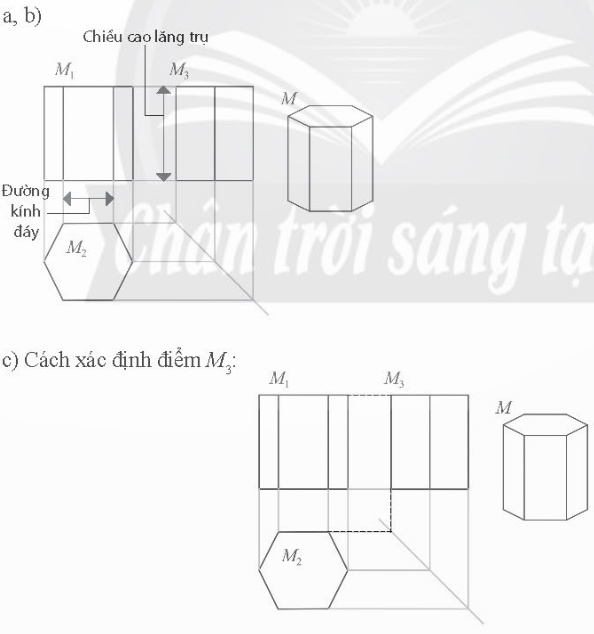 a, b)
Chiều cao lăng trụ
M₁
M₃
M
Đường
kính
đáy
M₂
Chân trời sáng tạ
c) Cách xác định điểm M₃:
M₁
M₃
M
M₂